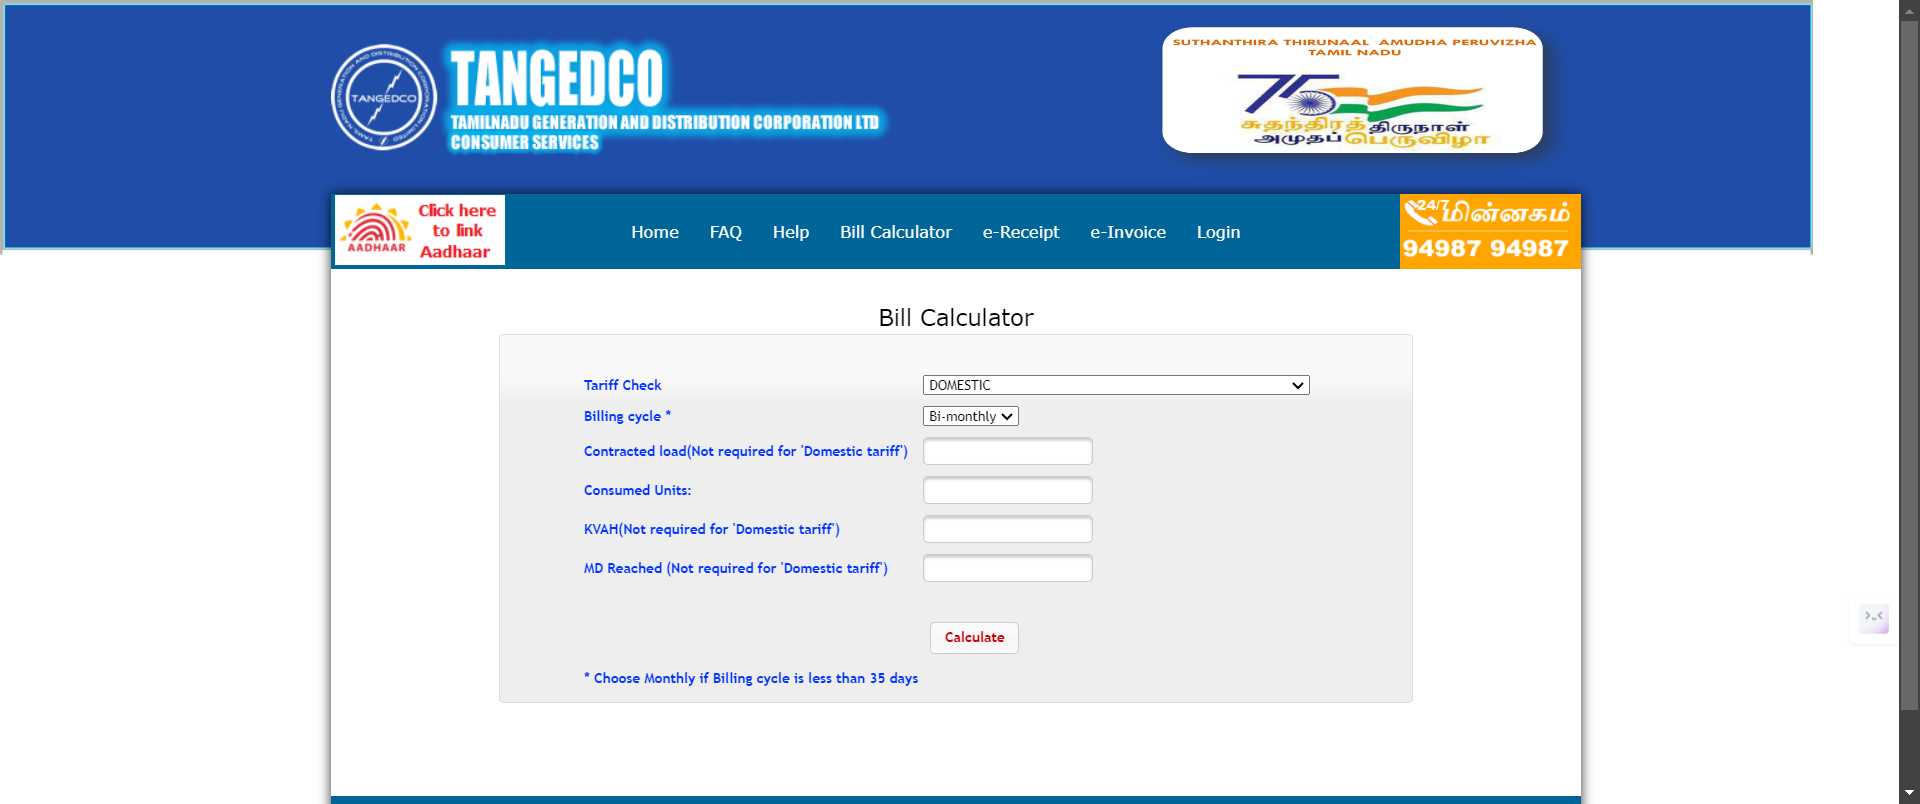 TANGEDCO
TANGEDCO
TAMILNADU GENERATION AND DISTRIBUTION CORPORATION LTD
CONSUMER SERVICES
SUTHANTHIRA THIRUNAAL AMUDHA PERUVIZHA
TAMIL NADU
75
சுதந்திரத் திருநாள்
அமுதப் பெருவிழா
AADHAAR
Click here
to link
Aadhaar
Home FAQ Help Bill Calculator e-Receipt e-Invoice Login
24/7 மின்னகம்
94987 94987
Bill Calculator
Tariff Check DOMESTIC
Billing cycle * Bi-monthly
Contracted load(Not required for 'Domestic tariff')
Consumed Units:
KVAH(Not required for 'Domestic tariff')
MD Reached (Not required for 'Domestic tariff')
Calculate
* Choose Monthly if Billing cycle is less than 35 days